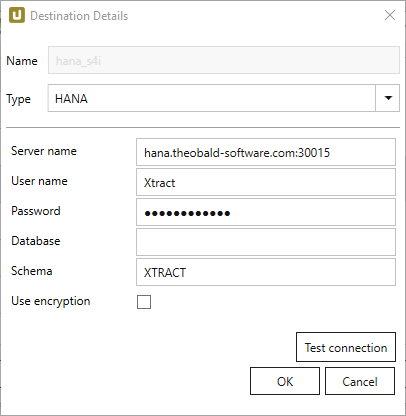 Destination Details
Name hana_s4i
Type HANA
Server name hana.theobald-software.com:30015
User name Xtract
Password ●●●●●●●●●●●●
Database
Schema XTRACT
Use encryption
Test connection
OK Cancel